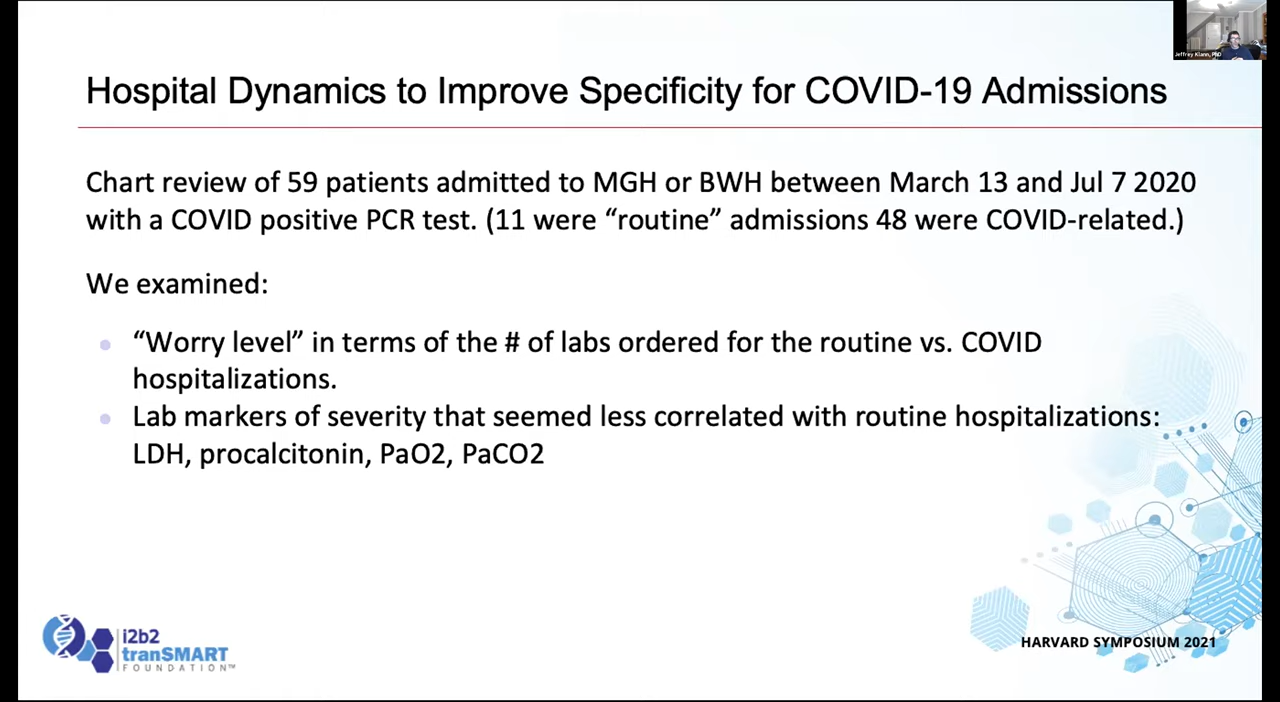 Jeffrey Klann, PhD
Hospital Dynamics to Improve Specificity for COVID-19 Admissions
Chart review of 59 patients admitted to MGH or BWH between March 13 and Jul 7 2020
with a COVID positive PCR test. (11 were “routine” admissions 48 were COVID-related.)
We examined:
“Worry level” in terms of the # of labs ordered for the routine vs. COVID
hospitalizations.
Lab markers of severity that seemed less correlated with routine hospitalizations:
LDH, procalcitonin, PaO2, PaCO2
i2b2
tranSMART
FOUNDATION™
HARVARD SYMPOSIUM 2021